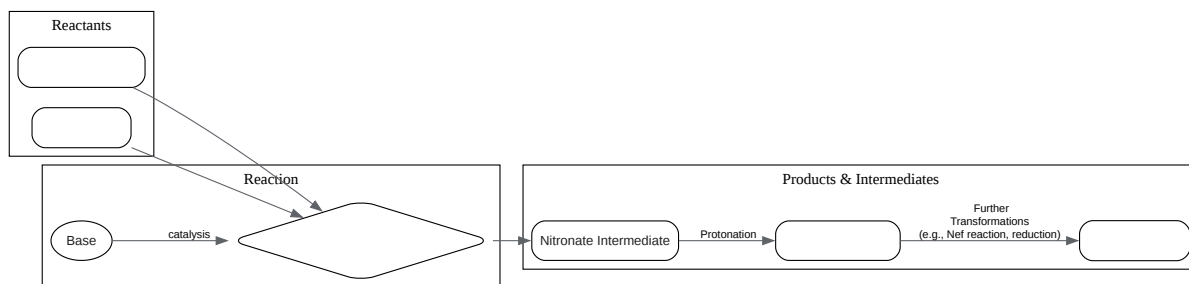 Reactants
Reaction
Base
catalysis
Products & Intermediates
Nitronate Intermediate
Protonation
Further
Transformations
(e.g., Nef reaction, reduction)